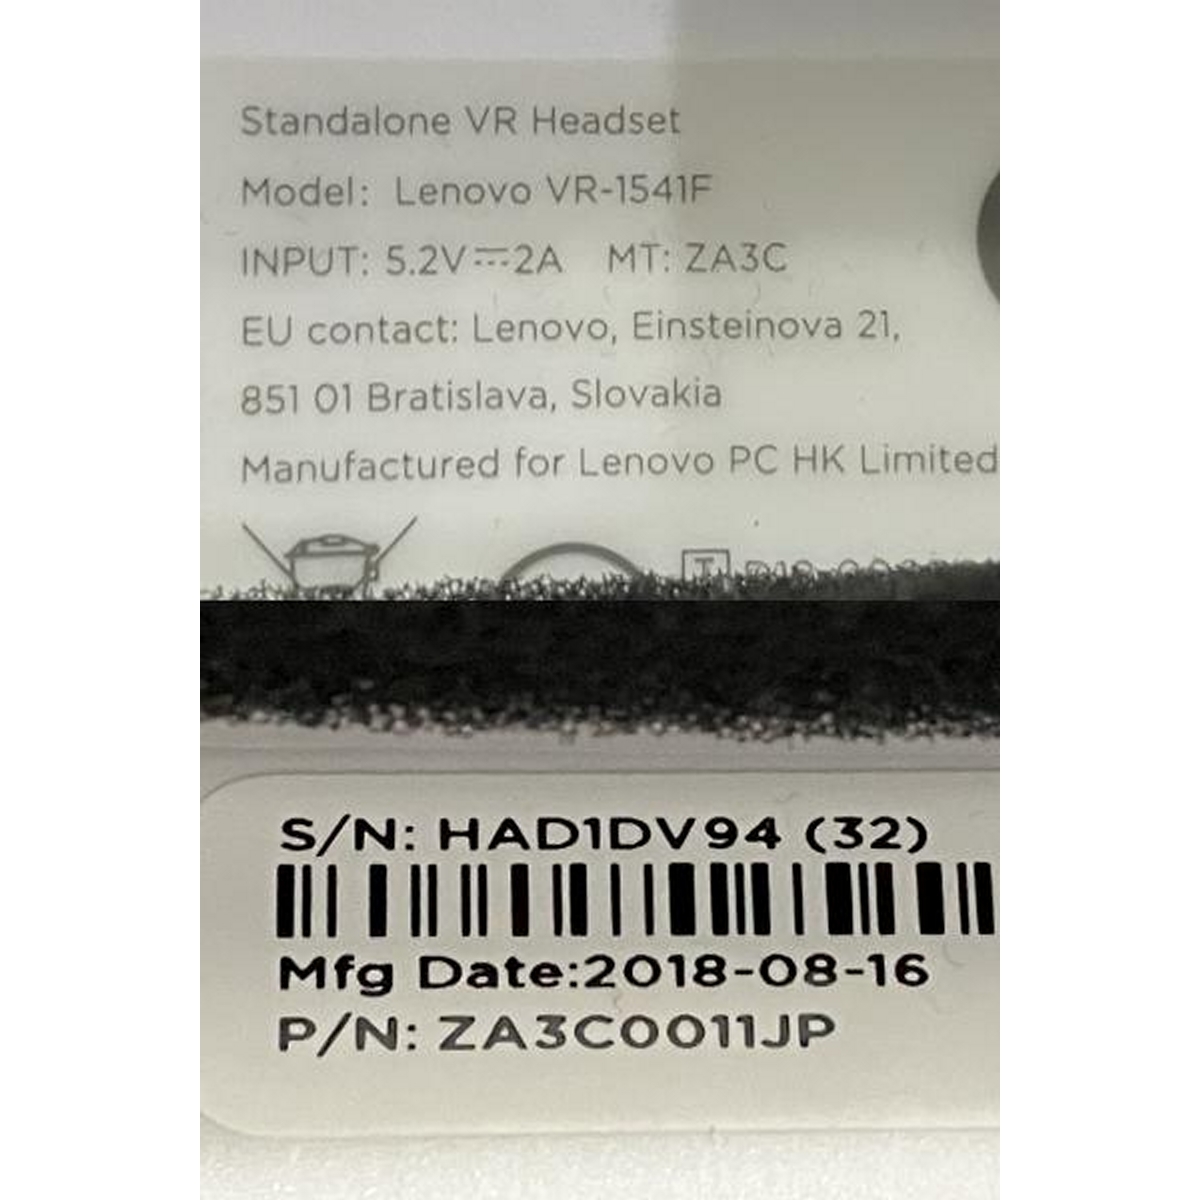 Standalone VR Headset
Model: Lenovo VR-1541F
INPUT: 5.2V⎓2A MT: ZA3C
EU contact: Lenovo, Einsteinova 21,
851 01 Bratislava, Slovakia
Manufactured for Lenovo PC HK Limited
T
S/N: HAD1DV94 (32)
Mfg Date:2018-08-16
P/N: ZA3C0011JP